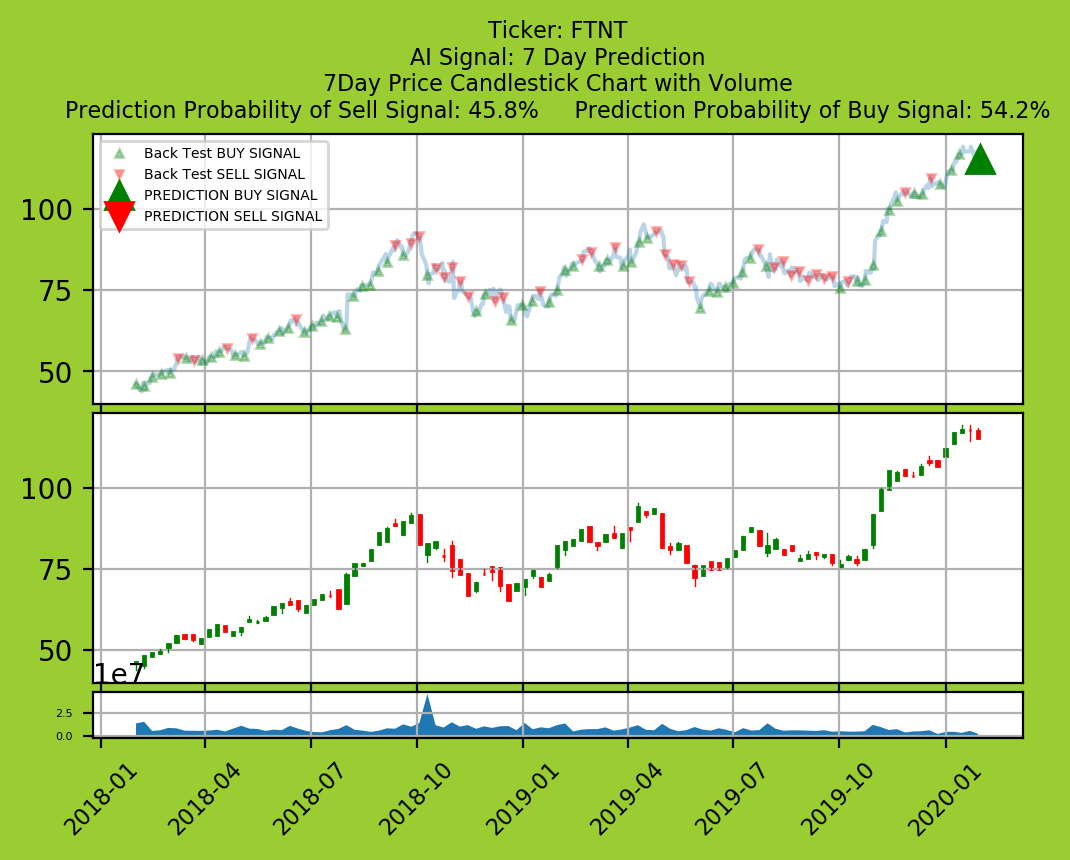 Ticker: FTNT
AI Signal: 7 Day Prediction
7Day Price Candlestick Chart with Volume
Prediction Probability of Sell Signal: 45.8% Prediction Probability of Buy Signal: 54.2%
Back Test BUY SIGNAL
Back Test SELL SIGNAL
PREDICTION BUY SIGNAL
PREDICTION SELL SIGNAL
100
75
50
100
75
50
1e7
2.5
0.0
2018-01
2018-04
2018-07
2018-10
2019-01
2019-04
2019-07
2019-10
2020-01